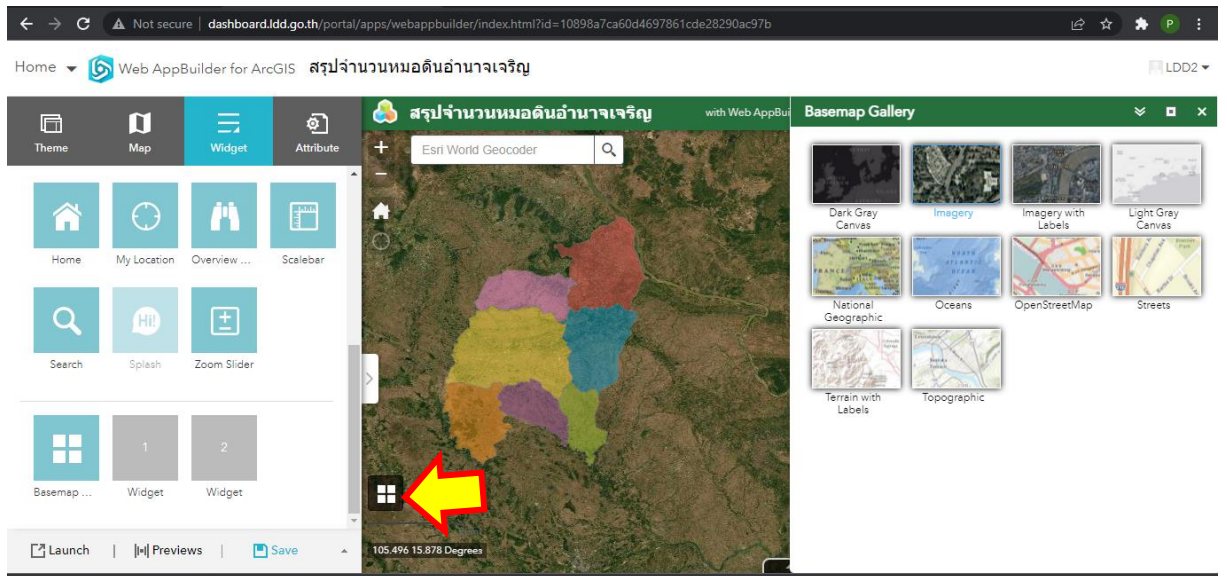 Not secure | dashboard.ldd.go.th/portal/apps/webappbuilder/index.html?id=10898a7ca60d4697861cde28290ac97b
P
Home Web AppBuilder for ArcGIS สรุปจำนวนหมอดินอำนาจเจริญ LDD2
Theme Map Widget Attribute
Home My Location Overview ... Scalebar
Hi!
Search Splash Zoom Slider
1 2
Basemap ... Widget Widget
Launch | Previews | Save
สรุปจำนวนหมอดินอำนาจเจริญ with Web AppBui
+ Esri World Geocoder
−
105.496 15.878 Degrees
Basemap Gallery
Dark Gray Canvas
Imagery
Imagery with Labels
Light Gray Canvas
National Geographic
Oceans
OpenStreetMap
Streets
Terrain with Labels
Topographic